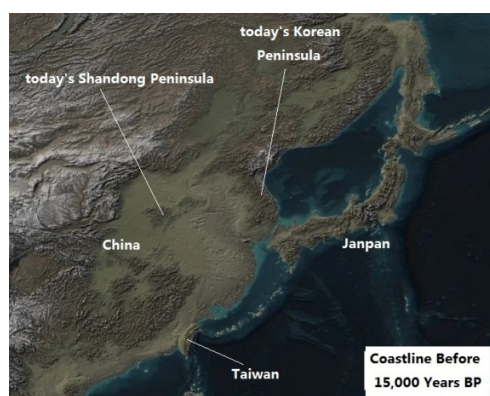 today's Korean
Peninsula
today's Shandong Peninsula
China
Janpan
Taiwan
Coastline Before
15,000 Years BP